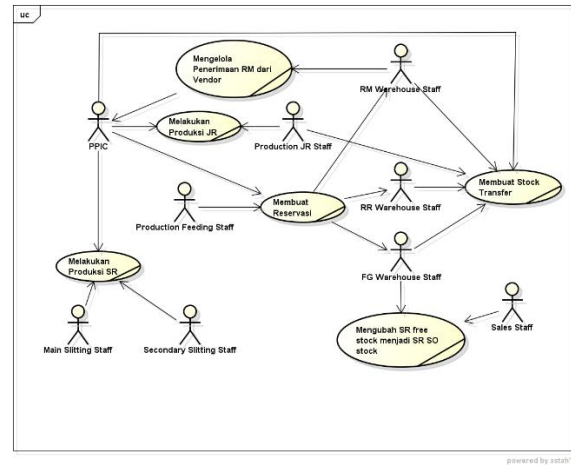 uc
Mengelola
Penerimaan RM dari
Vendor
RM Warehouse Staff
Melakukan
Produksi JR
PPIC
Production JR Staff
Membuat Stock
Transfer
Membuat
Reservasi
RR Warehouse Staff
Production Feeding Staff
Melakukan
Produksi SR
FG Warehouse Staff
Mengubah SR free
stock menjadi SR SO
stock
Sales Staff
Main Slitting Staff
Secondary Slitting Staff
powered by astah*